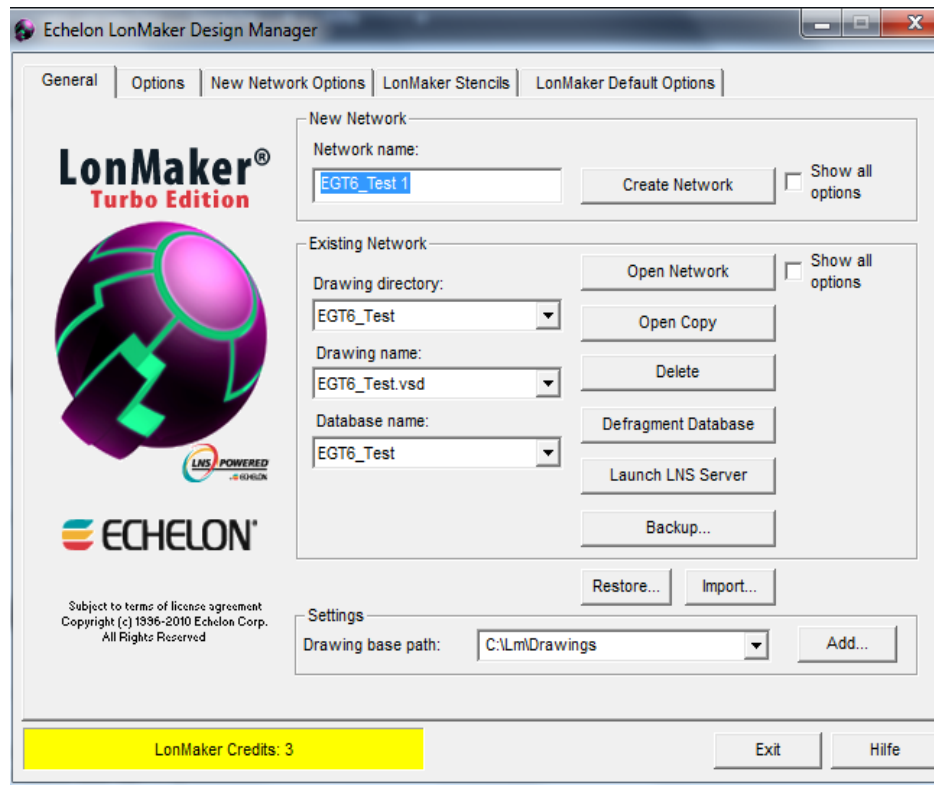 Echelon LonMaker Design Manager
General
Options
New Network Options
LonMaker Stencils
LonMaker Default Options
LonMaker®
Turbo Edition
LNS POWERED
BY ECHELON
ECHELON®
Subject to terms of license agreement
Copyright (c) 1996-2010 Echelon Corp.
All Rights Reserved
New Network
Network name:
EGT6_Test 1
Create Network
Show all
options
Existing Network
Drawing directory:
EGT6_Test
Drawing name:
EGT6_Test.vsd
Database name:
EGT6_Test
Open Network
Show all
options
Open Copy
Delete
Defragment Database
Launch LNS Server
Backup...
Restore...
Import...
Settings
Drawing base path:
C:\Lm\Drawings
Add...
LonMaker Credits: 3
Exit
Hilfe